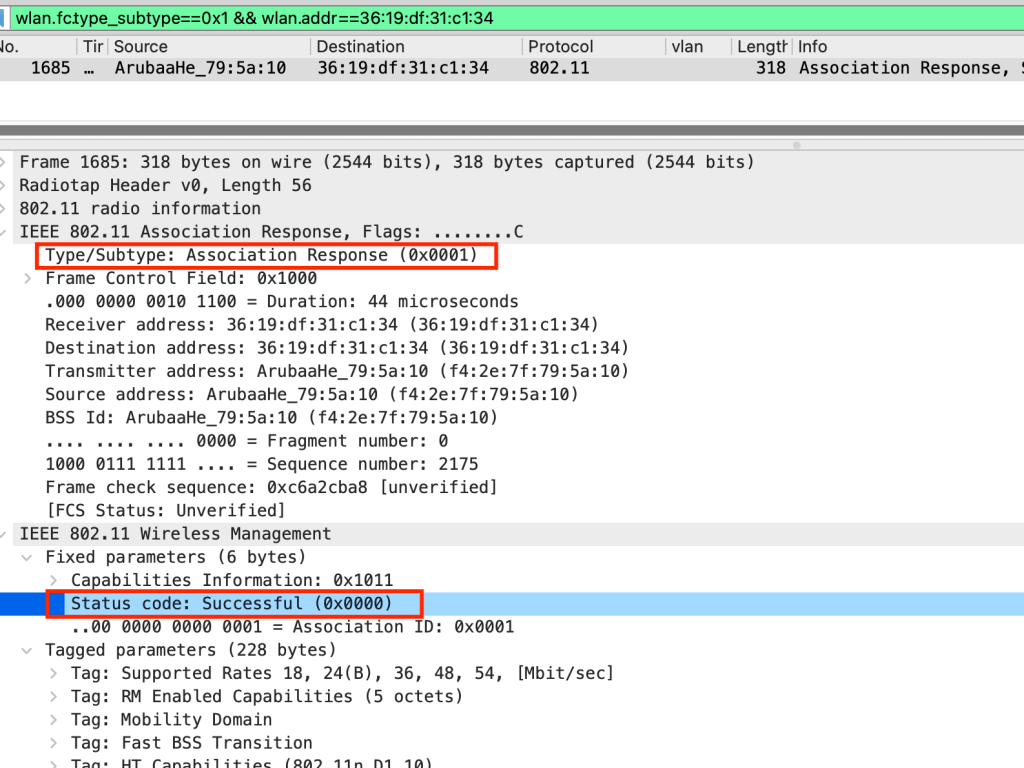 wlan.fc.type_subtype==0x1 && wlan.addr==36:19:df:31:c1:34
No. Tir Source Destination Protocol vlan Length Info
1685 … ArubaaHe_79:5a:10 36:19:df:31:c1:34 802.11 318 Association Response,
Frame 1685: 318 bytes on wire (2544 bits), 318 bytes captured (2544 bits)
Radiotap Header v0, Length 56
802.11 radio information
IEEE 802.11 Association Response, Flags: ........C
Type/Subtype: Association Response (0x0001)
Frame Control Field: 0x1000
.000 0000 0010 1100 = Duration: 44 microseconds
Receiver address: 36:19:df:31:c1:34 (36:19:df:31:c1:34)
Destination address: 36:19:df:31:c1:34 (36:19:df:31:c1:34)
Transmitter address: ArubaaHe_79:5a:10 (f4:2e:7f:79:5a:10)
Source address: ArubaaHe_79:5a:10 (f4:2e:7f:79:5a:10)
BSS Id: ArubaaHe_79:5a:10 (f4:2e:7f:79:5a:10)
.... .... .... 0000 = Fragment number: 0
1000 0111 1111 .... = Sequence number: 2175
Frame check sequence: 0xc6a2cba8 [unverified]
[FCS Status: Unverified]
IEEE 802.11 Wireless Management
Fixed parameters (6 bytes)
Capabilities Information: 0x1011
Status code: Successful (0x0000)
..00 0000 0000 0001 = Association ID: 0x0001
Tagged parameters (228 bytes)
Tag: Supported Rates 18, 24(B), 36, 48, 54, [Mbit/sec]
Tag: RM Enabled Capabilities (5 octets)
Tag: Mobility Domain
Tag: Fast BSS Transition
Tag: HT Capabilities (802.11n D1.10)